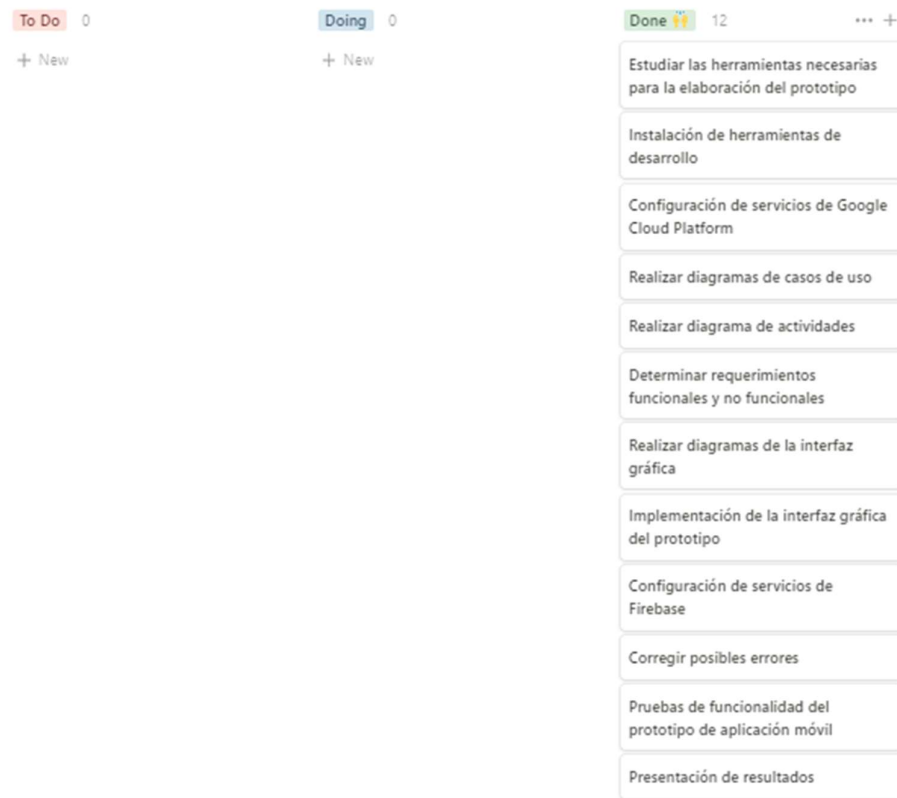 To Do 0
+ New
Doing 0
+ New
Done 🙌 12
... +
Estudiar las herramientas necesarias
para la elaboración del prototipo
Instalación de herramientas de
desarrollo
Configuración de servicios de Google
Cloud Platform
Realizar diagramas de casos de uso
Realizar diagrama de actividades
Determinar requerimientos
funcionales y no funcionales
Realizar diagramas de la interfaz
gráfica
Implementación de la interfaz gráfica
del prototipo
Configuración de servicios de
Firebase
Corregir posibles errores
Pruebas de funcionalidad del
prototipo de aplicación móvil
Presentación de resultados